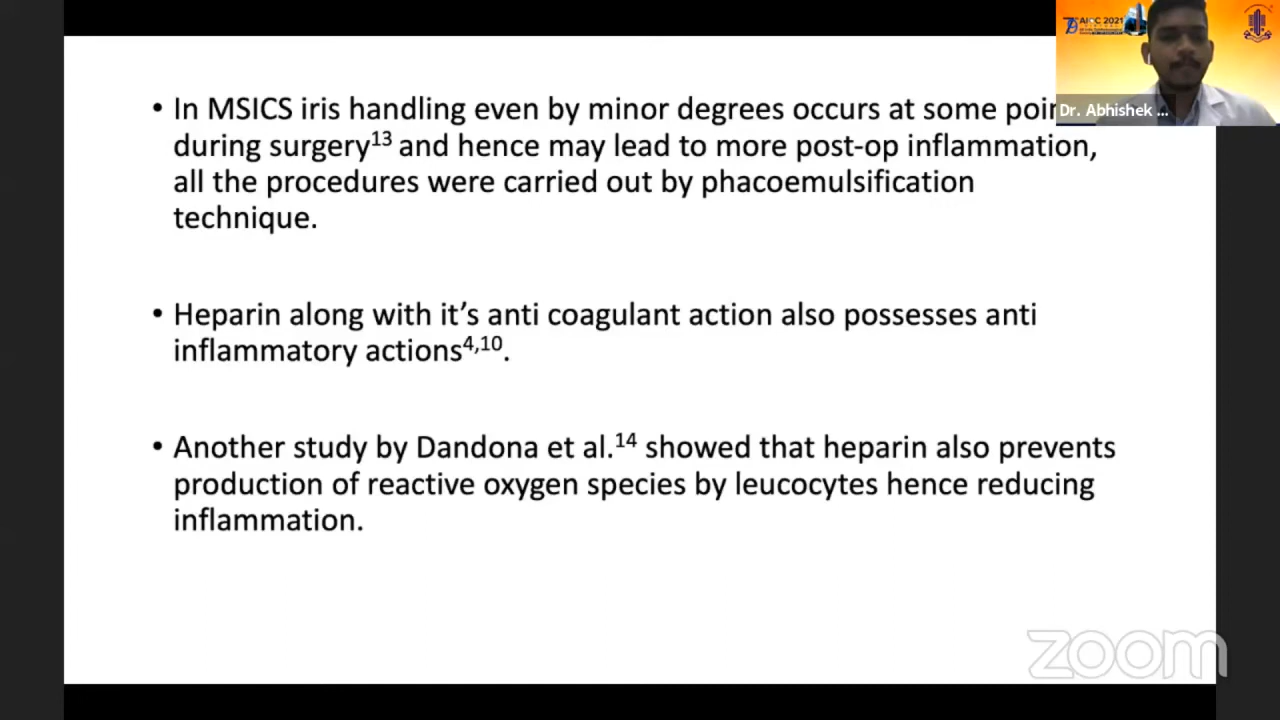 • In MSICS iris handling even by minor degrees occurs at some poin
during surgery13 and hence may lead to more post-op inflammation,
all the procedures were carried out by phacoemulsification
technique.
• Heparin along with it's anti coagulant action also possesses anti
inflammatory actions4,10.
• Another study by Dandona et al.14 showed that heparin also prevents
production of reactive oxygen species by leucocytes hence reducing
inflammation.
AIOC 2021
Dr. Abhishek ...
zoom